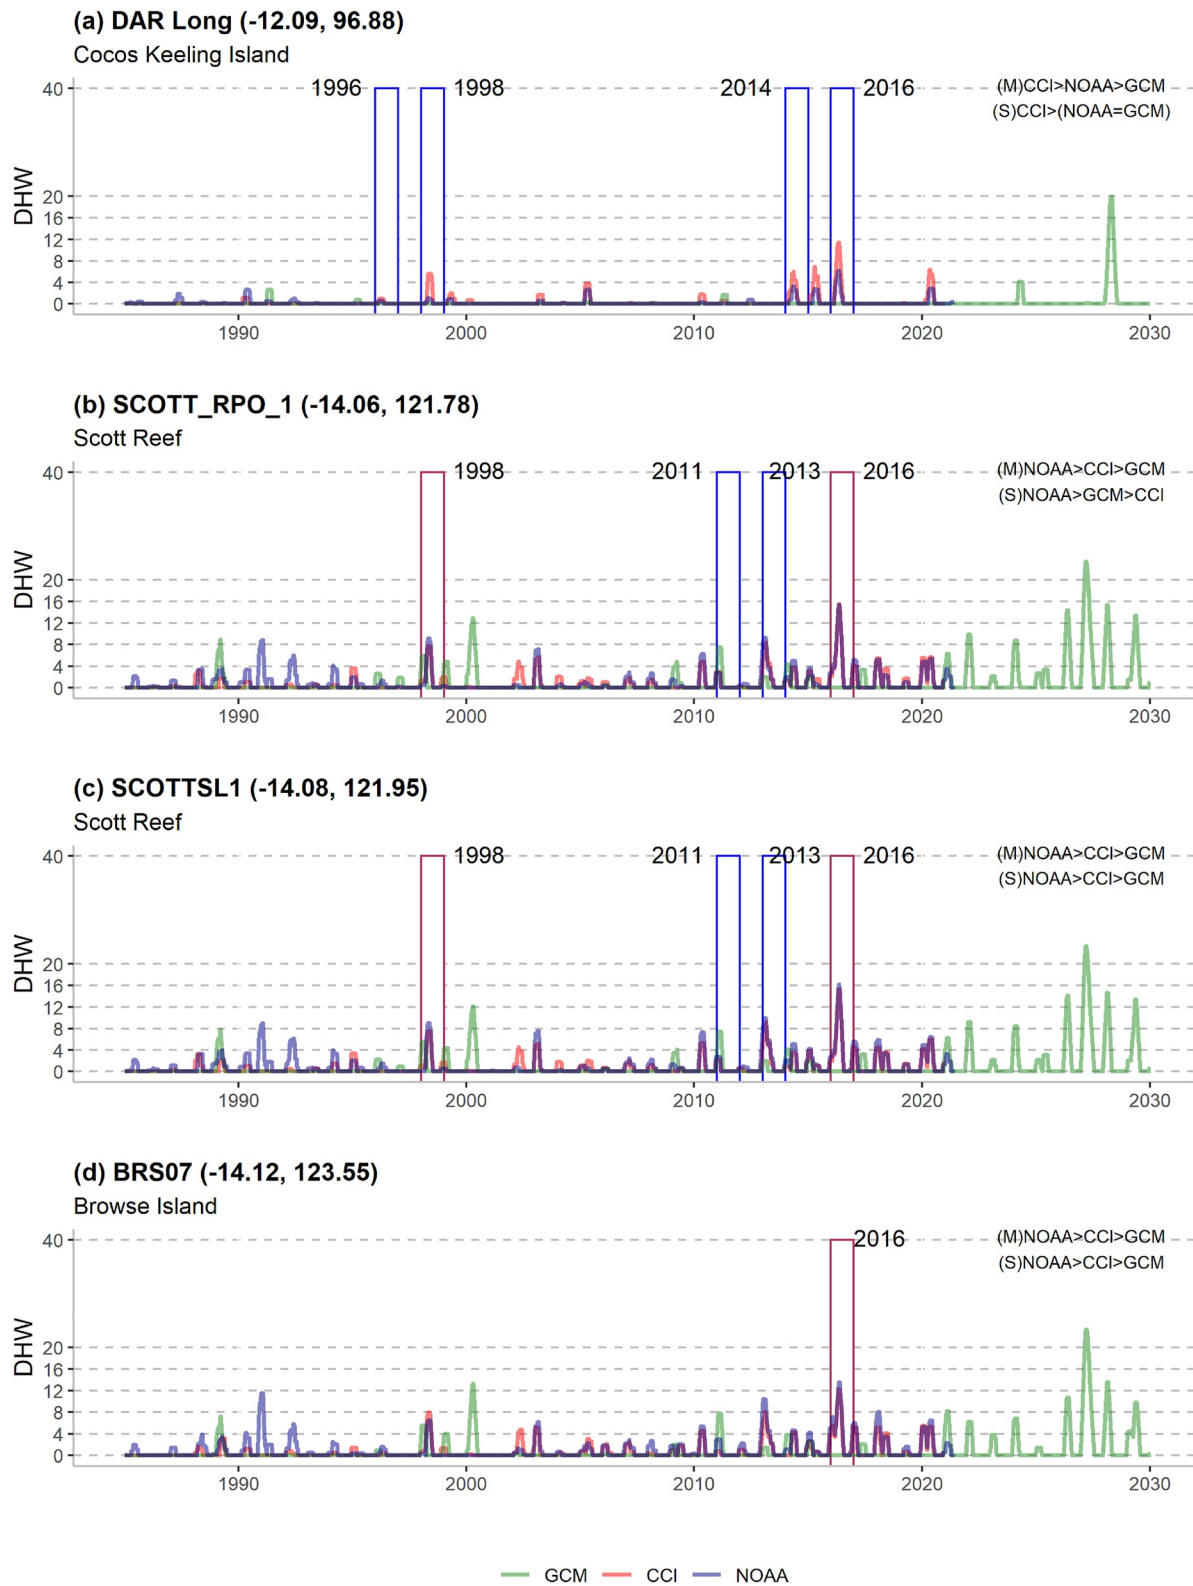 (a) DAR Long (-12.09, 96.88)
Cocos Keeling Island
1996 1998 2014 2016 (M)CCI>NOAA>GCM
(S)CCI>(NOAA=GCM)
DHW
40
20
16
12
8
4
0
1990 2000 2010 2020 2030
(b) SCOTT_RPO_1 (-14.06, 121.78)
Scott Reef
1998 2011 2013 2016 (M)NOAA>CCI>GCM
(S)NOAA>GCM>CCI
DHW
40
20
16
12
8
4
0
1990 2000 2010 2020 2030
(c) SCOTTSL1 (-14.08, 121.95)
Scott Reef
1998 2011 2013 2016 (M)NOAA>CCI>GCM
(S)NOAA>CCI>GCM
DHW
40
20
16
12
8
4
0
1990 2000 2010 2020 2030
(d) BRS07 (-14.12, 123.55)
Browse Island
2016 (M)NOAA>CCI>GCM
(S)NOAA>CCI>GCM
DHW
40
20
16
12
8
4
0
1990 2000 2010 2020 2030
GCM CCI NOAA